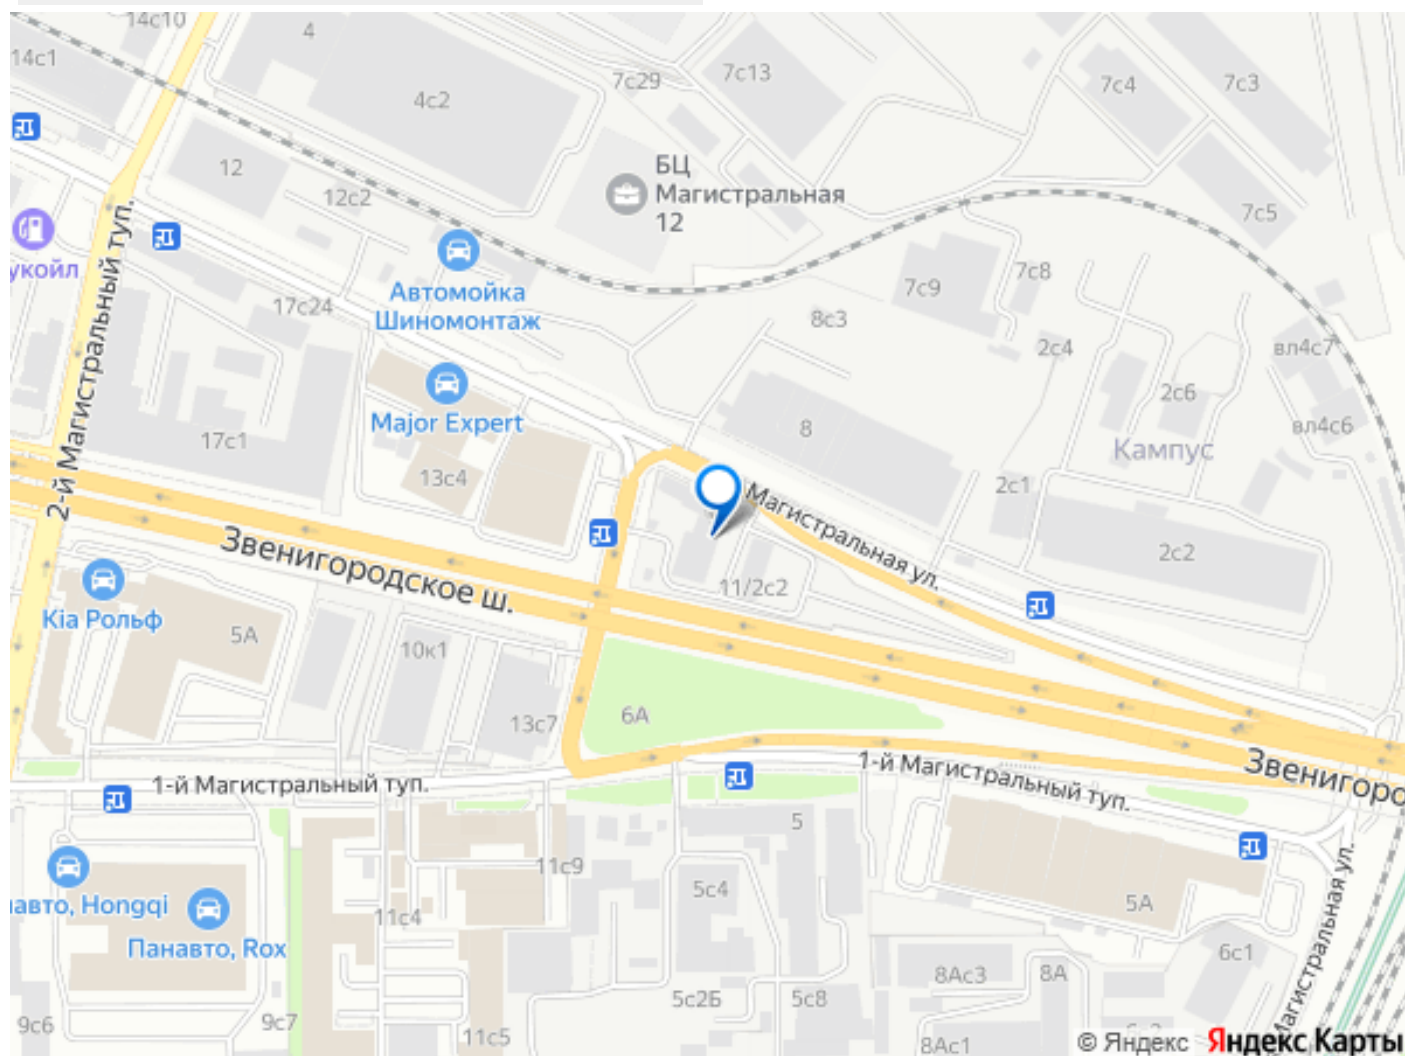 14с10
4
7с29
7с13
7с4
7с3
14с1
4с2
12
БЦ
Магистральная
12
12с2
7с5
укойл
2-й Магистральный туп.
17с24
Автомойка
Шиномонтаж
7с9
7с8
8с3
2с4
вл4с7
Major Expert
2с6
17с1
8
вл4с6
Кампус
13с4
2с1
Магистральная ул.
2с2
Звенигородское ш.
11/2с2
Kia Рольф
5А
10к1
6А
13с7
1-й Магистральный туп.
1-й Магистральный туп.
Звенигоро
5
11с9
5с4
5А
авто, Hongqi
11с4
Панавто, Rox
6с1
Магистральная ул.
8Ас3
8А
5с2Б
5с8
9с6
9с7
11с5
8Ас1
© Яндекс Яндекс Карты